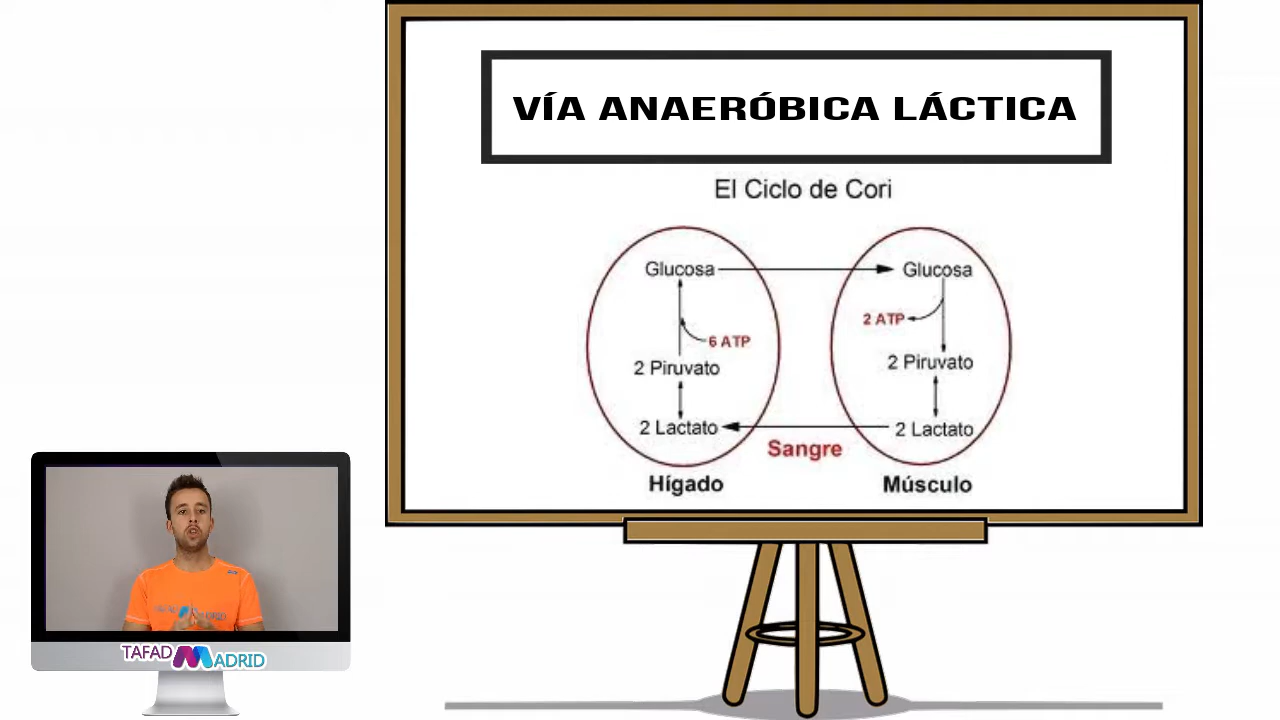 VÍA ANAERÓBICA LÁCTICA
El Ciclo de Cori
Glucosa
Glucosa
2 ATP
6 ATP
2 Piruvato
2 Piruvato
2 Lactato
2 Lactato
Sangre
Hígado
Músculo
TAFAD MADRID